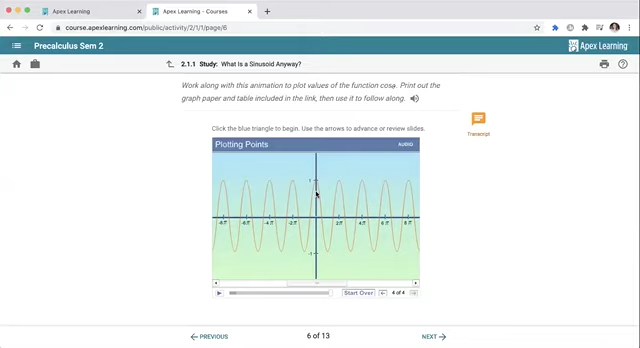 Apex Learning
Apex Learning - Courses
course.apexlearning.com/public/activity/2/1/1/page/6
Precalculus Sem 2
Apex Learning
2.1.1 Study: What Is a Sinusoid Anyway?
Work along with this animation to plot values of the function cosθ. Print out the
graph paper and table included in the link, then use it to follow along.
Transcript
Click the blue triangle to begin. Use the arrows to advance or review slides.
Plotting Points
AUDIO
1
-8π -6π -4π -2π 2π 4π 6π 8π
-1
Start Over
4 of 4
PREVIOUS
6 of 13
NEXT